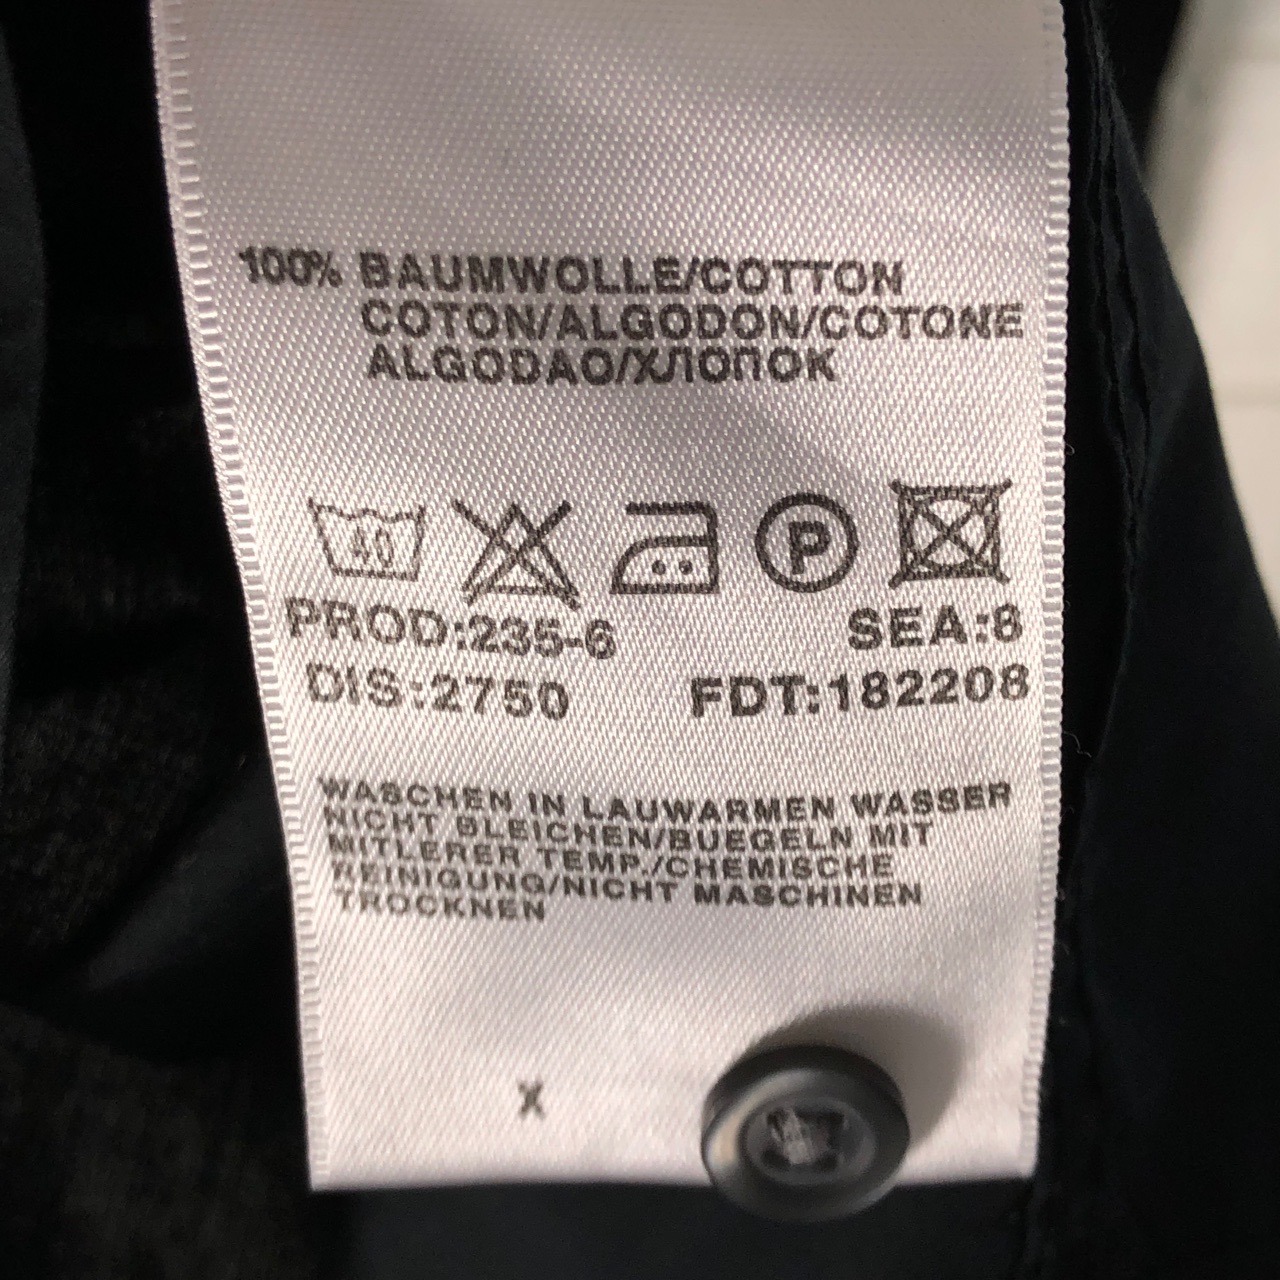 100% BAUMWOLLE/COTTON
COTON/ALGODON/COTONE
ALGODAO/ХЛОПОК
40 P
PROD:235-6 SEA:8
DIS:2750 FDT:182208
WASCHEN IN LAUWARMEN WASSER
NICHT BLEICHEN/BUEGELN MIT
MITLERER TEMP./CHEMISCHE
REINIGUNG/NICHT MASCHINEN
TROCKNEN
X